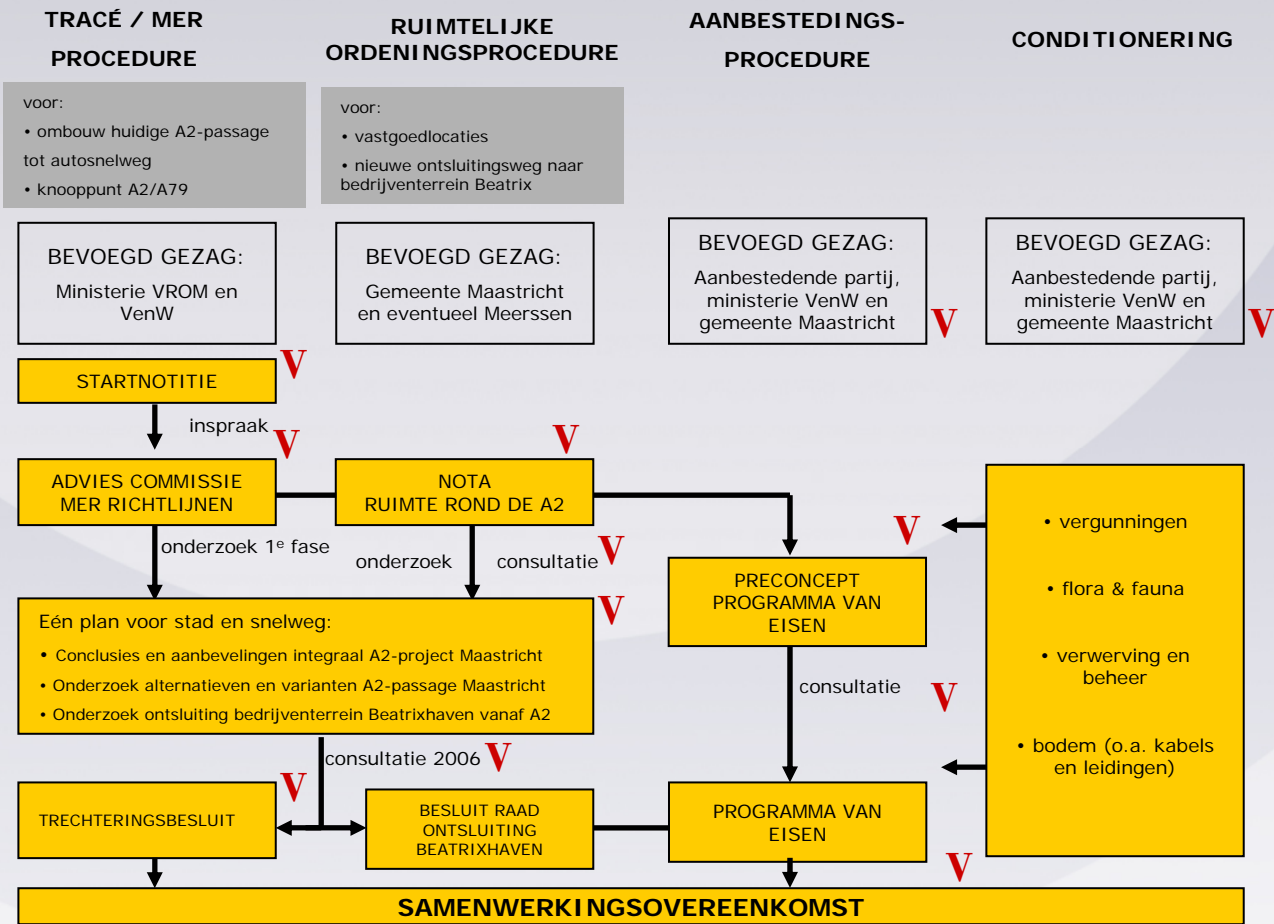 TRACÉ / MER
PROCEDURE
RUIMTELIJKE
ORDENINGSPROCEDURE
AANBESTEDINGS-
PROCEDURE
CONDITIONERING
voor:
• ombouw huidige A2-passage
tot autosnelweg
• knooppunt A2/A79
voor:
• vastgoedlocaties
• nieuwe ontsluitingsweg naar
bedrijventerrein Beatrix
BEVOEGD GEZAG:
Ministerie VROM en
VenW
BEVOEGD GEZAG:
Gemeente Maastricht
en eventueel Meerssen
BEVOEGD GEZAG:
Aanbestedende partij,
ministerie VenW en
gemeente Maastricht
V
BEVOEGD GEZAG:
Aanbestedende partij,
ministerie VenW en
gemeente Maastricht
V
STARTNOTITIE
V
inspraak
V
V
ADVIES COMMISSIE
MER RICHTLIJNEN
NOTA
RUIMTE ROND DE A2
onderzoek 1e fase
onderzoek
consultatie
V
V
PRECONCEPT
PROGRAMMA VAN
EISEN
• vergunningen
• flora & fauna
• verwerving en
beheer
• bodem (o.a. kabels
en leidingen)
V
Eén plan voor stad en snelweg:
• Conclusies en aanbevelingen integraal A2-project Maastricht
• Onderzoek alternatieven en varianten A2-passage Maastricht
• Onderzoek ontsluiting bedrijventerrein Beatrixhaven vanaf A2
consultatie
V
consultatie 2006
V
V
TRECHTERINGSBESLUIT
BESLUIT RAAD
ONTSLUITING
BEATRIXHAVEN
PROGRAMMA VAN
EISEN
V
SAMENWERKINGSOVEREENKOMST